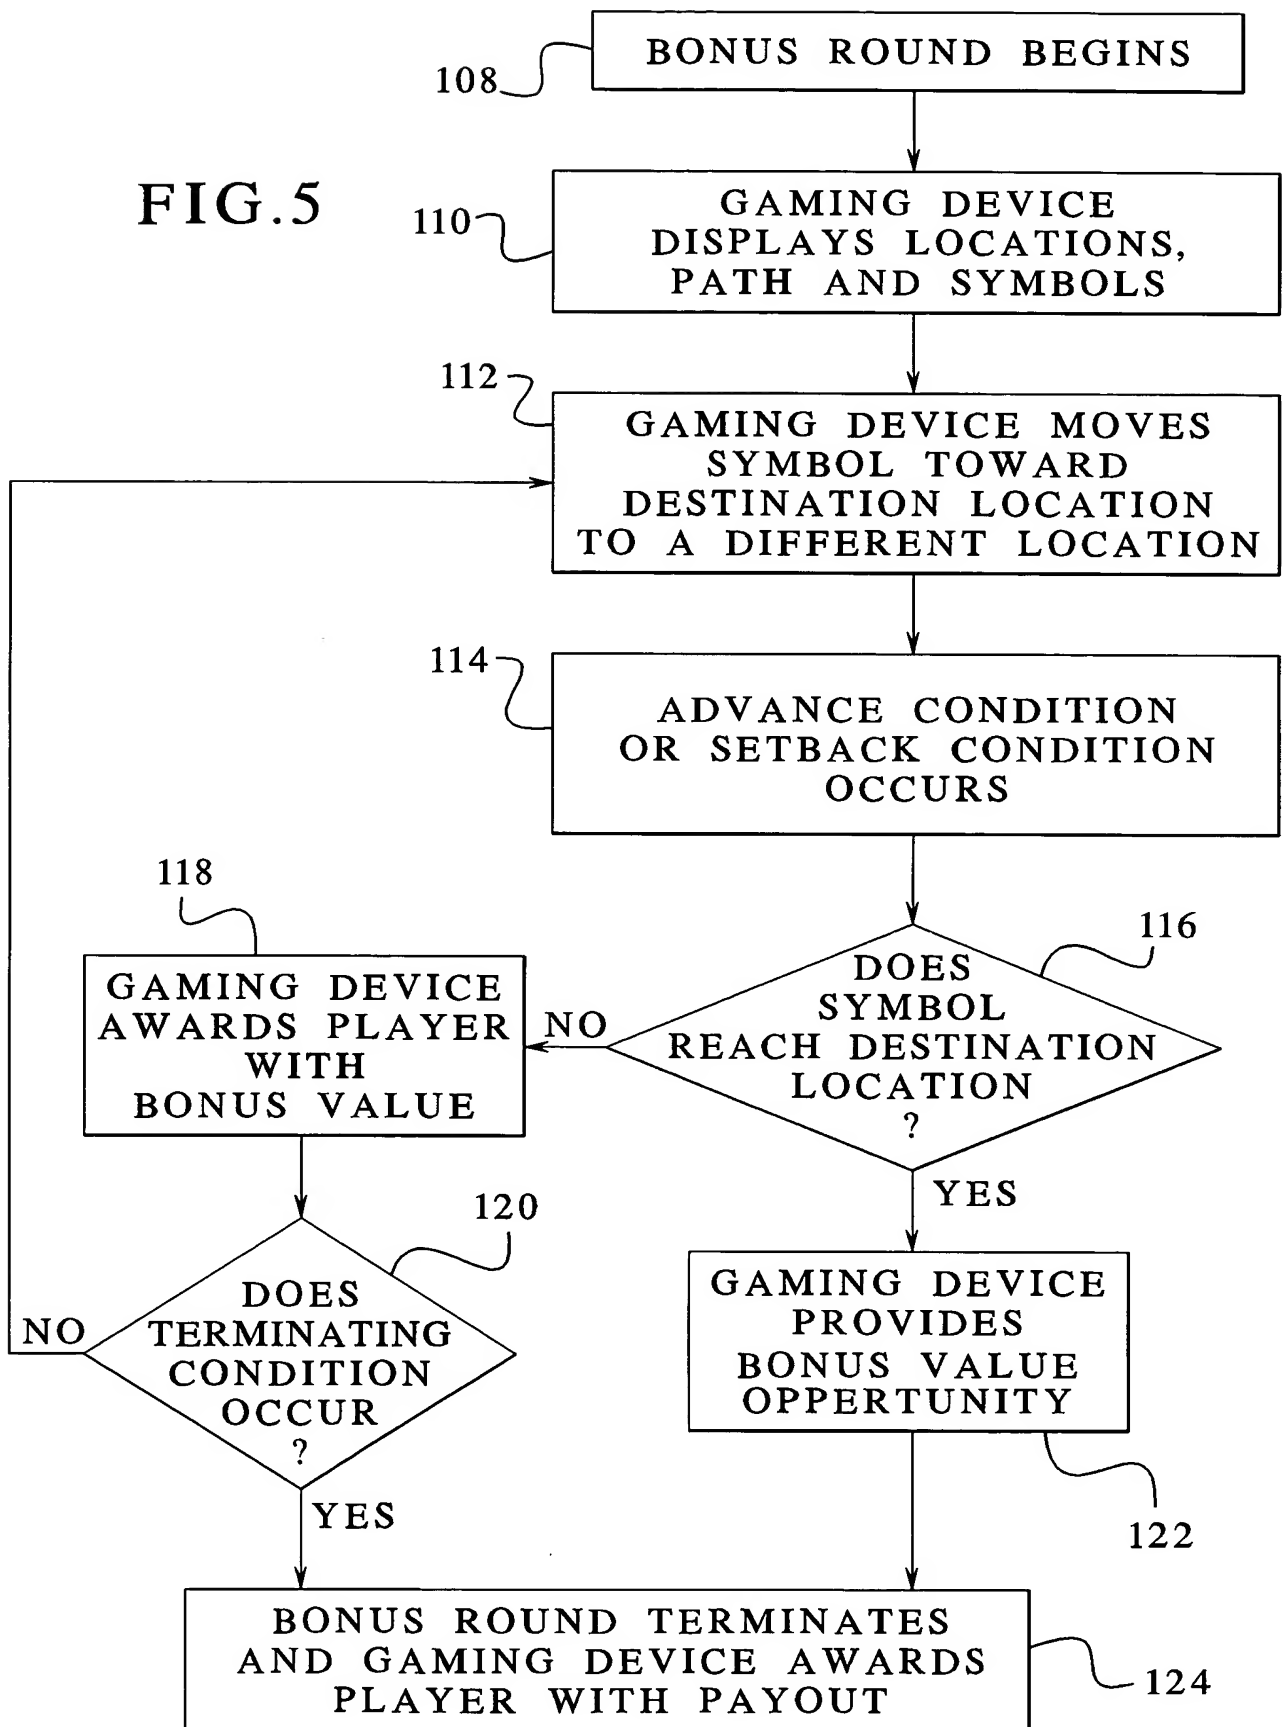 BONUS ROUND BEGINS
108
FIG.5
110
GAMING DEVICE
DISPLAYS LOCATIONS,
PATH AND SYMBOLS
112
GAMING DEVICE MOVES
SYMBOL TOWARD
DESTINATION LOCATION
TO A DIFFERENT LOCATION
114
ADVANCE CONDITION
OR SETBACK CONDITION
OCCURS
116
DOES
SYMBOL
REACH DESTINATION
LOCATION
?
NO
118
GAMING DEVICE
AWARDS PLAYER
WITH
BONUS VALUE
YES
120
DOES
TERMINATING
CONDITION
OCCUR
?
NO
YES
GAMING DEVICE
PROVIDES
BONUS VALUE
OPPERTUNITY
122
BONUS ROUND TERMINATES
AND GAMING DEVICE AWARDS
PLAYER WITH PAYOUT
124